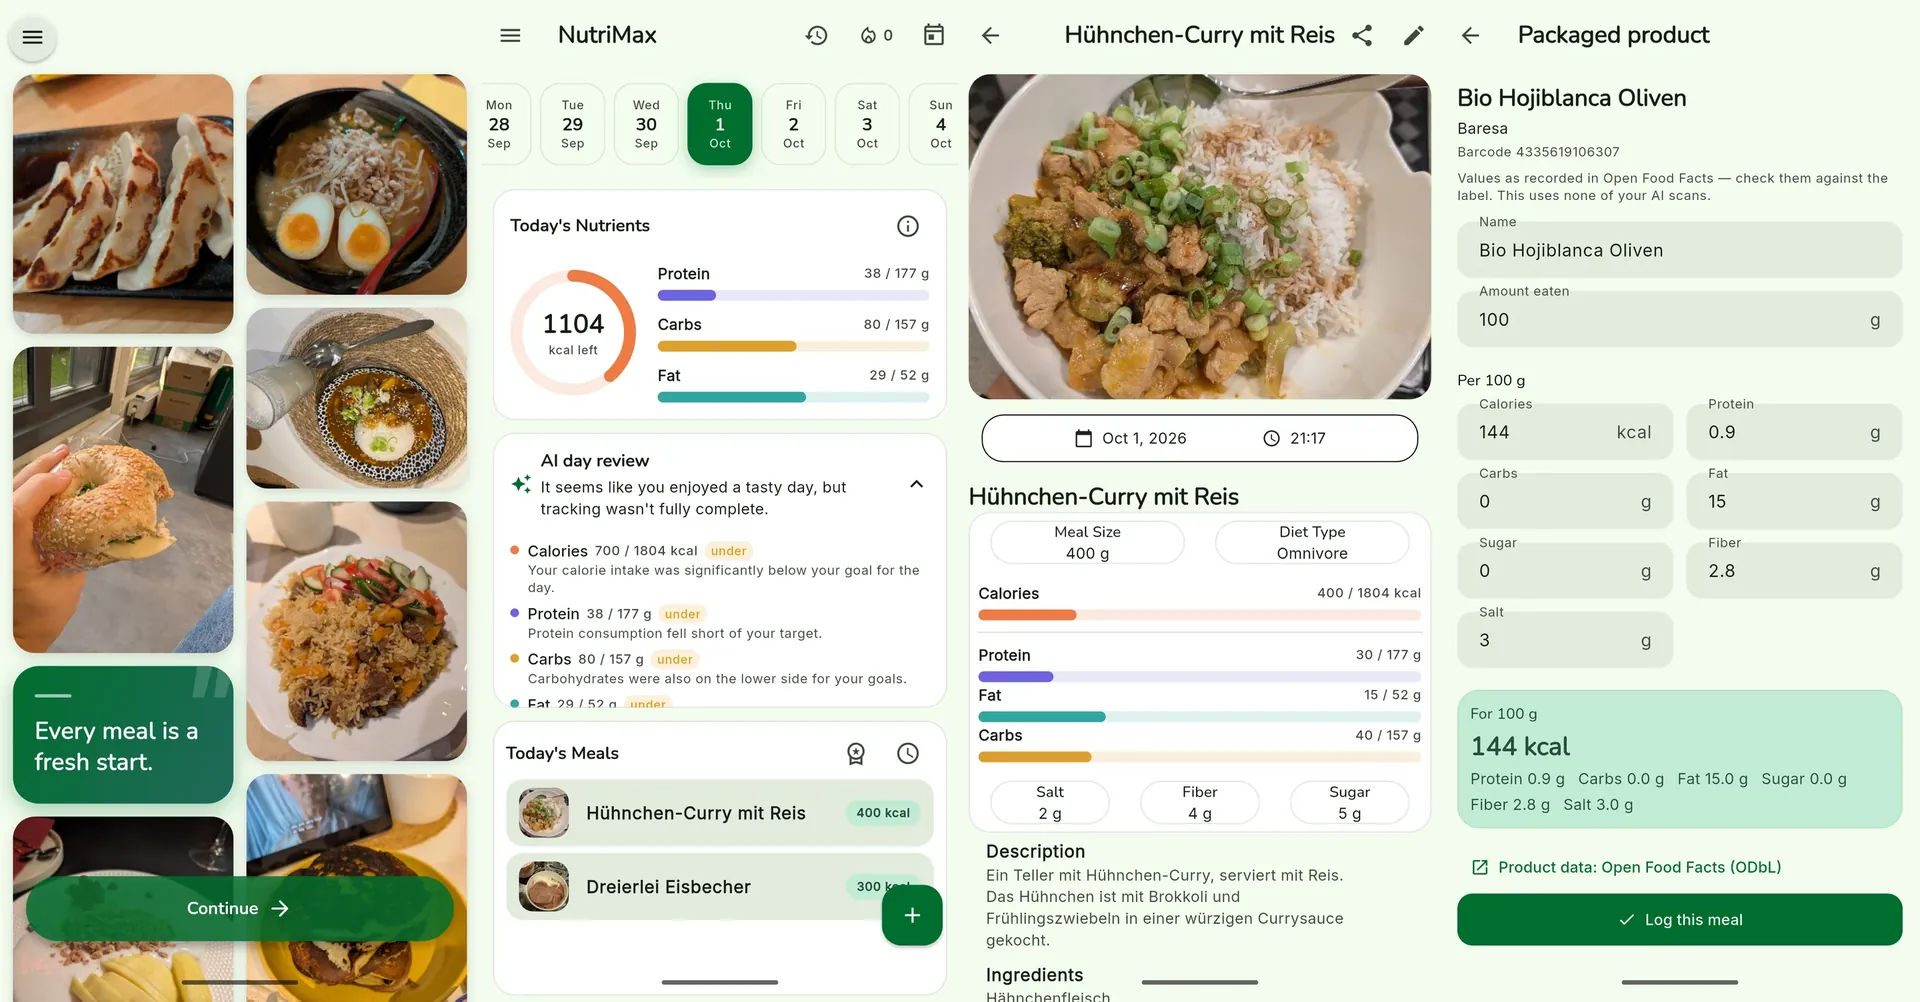 Every meal is a
fresh start.
Continue
NutriMax
0
Mon
28
Sep
Tue
29
Sep
Wed
30
Sep
Thu
1
Oct
Fri
2
Oct
Sat
3
Oct
Sun
4
Oct
Today's Nutrients
1104
kcal left
Protein 38 / 177 g
Carbs 80 / 157 g
Fat 29 / 52 g
AI day review
It seems like you enjoyed a tasty day, but
tracking wasn't fully complete.
Calories 700 / 1804 kcal under
Your calorie intake was significantly below your goal for the
day.
Protein 38 / 177 g under
Protein consumption fell short of your target.
Carbs 80 / 157 g under
Carbohydrates were also on the lower side for your goals.
Fat 29 / 52 g under
Today's Meals
Hühnchen-Curry mit Reis 400 kcal
Dreierlei Eisbecher 300 kcal
Hühnchen-Curry mit Reis
Oct 1, 2026 21:17
Hühnchen-Curry mit Reis
Meal Size
400 g
Diet Type
Omnivore
Calories 400 / 1804 kcal
Protein 30 / 177 g
Fat 15 / 52 g
Carbs 40 / 157 g
Salt
2 g
Fiber
4 g
Sugar
5 g
Description
Ein Teller mit Hühnchen-Curry, serviert mit Reis.
Das Hühnchen ist mit Brokkoli und
Frühlingszwiebeln in einer würzigen Currysauce
gekocht.
Ingredients
Hähnchenfleisch
Packaged product
Bio Hojiblanca Oliven
Baresa
Barcode 4335619106307
Values as recorded in Open Food Facts — check them against the
label. This uses none of your AI scans.
Name
Bio Hojiblanca Oliven
Amount eaten
100 g
Per 100 g
Calories
144 kcal
Protein
0.9 g
Carbs
0 g
Fat
15 g
Sugar
0 g
Fiber
2.8 g
Salt
3 g
For 100 g
144 kcal
Protein 0.9 g Carbs 0.0 g Fat 15.0 g Sugar 0.0 g
Fiber 2.8 g Salt 3.0 g
Product data: Open Food Facts (ODbL)
Log this meal